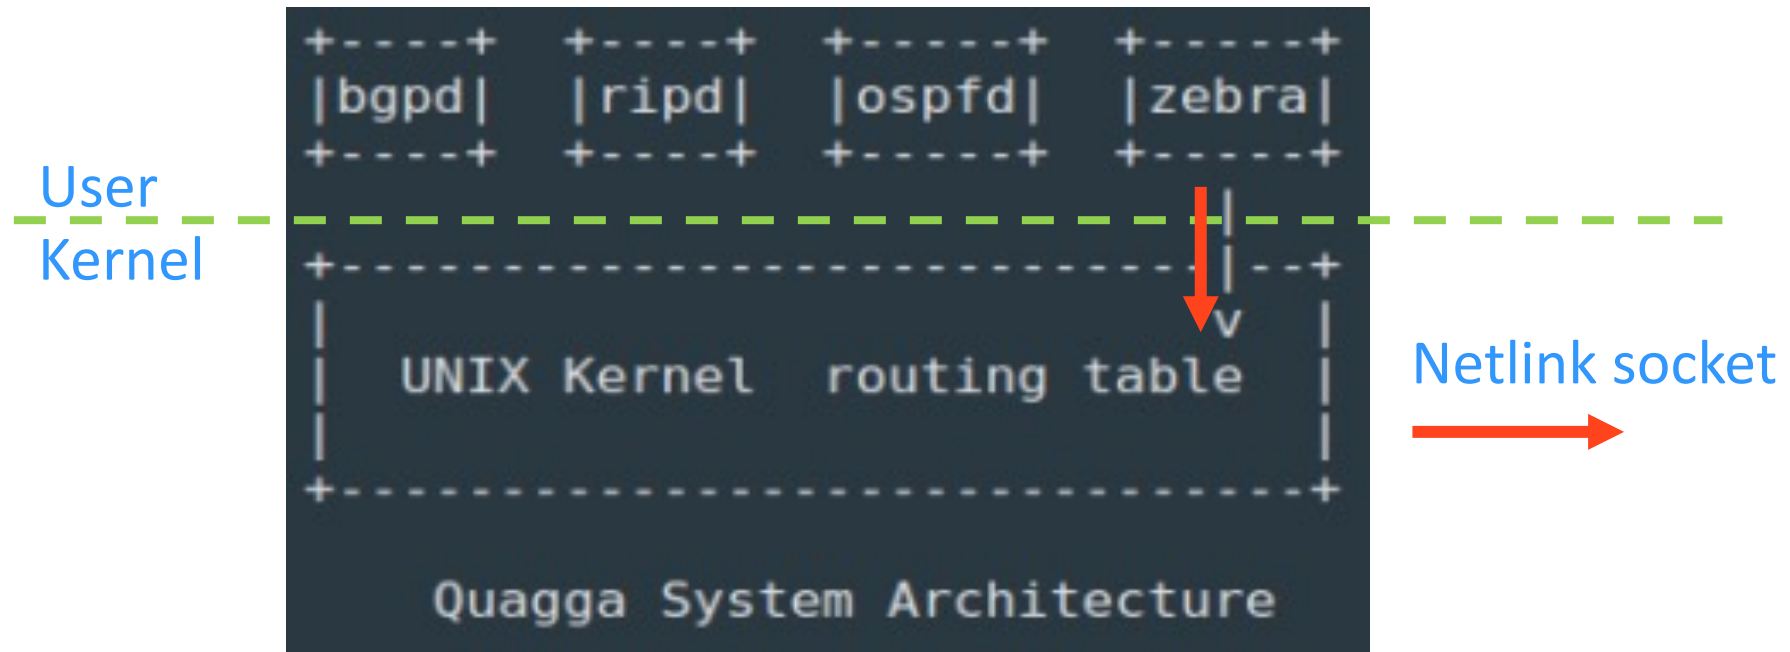 +----+ +----+ +-----+ +-----+
|bgpd| |ripd| |ospfd| |zebra|
+----+ +----+ +-----+ +-----+
User
|
Kernel
+---------------------------|--+
| v |
| UNIX Kernel routing table |
Netlink socket
| |
+------------------------------+
Quagga System Architecture